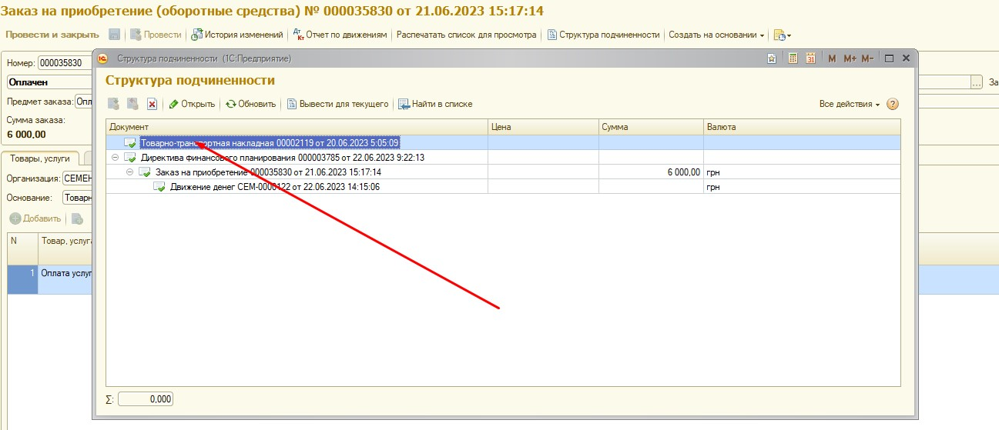 Заказ на приобретение (оборотные средства) № 000035830 от 21.06.2023 15:17:14
Провести и закрыть Провести История изменений Дт Кт Отчет по движениям Распечатать список для просмотра Структура подчиненности Создать на основании
Номер: 000035830
Структура подчиненности (1С:Предприятие) 31 M M+ M-
Оплачен ... За
Структура подчиненности
Предмет заказа: Опл
Открыть Обновить Вывести для текущего Найти в списке Все действия ?
Сумма заказа:
6 000,00
Документ Цена Сумма Валюта
Товарно-транспортная накладная 00002119 от 20.06.2023 5:05:09
Директива финансового планирования 000003785 от 22.06.2023 9:22:13
Заказ на приобретение 000035830 от 21.06.2023 15:17:14 6 000,00 грн
Движение денег СЕМ-0000122 от 22.06.2023 14:15:06 грн
Товары, услуги
Организация: СЕМЕН
Основание: Товарн
Добавить
N Товар, услуга
1 Оплата услуг
Σ: 0,000